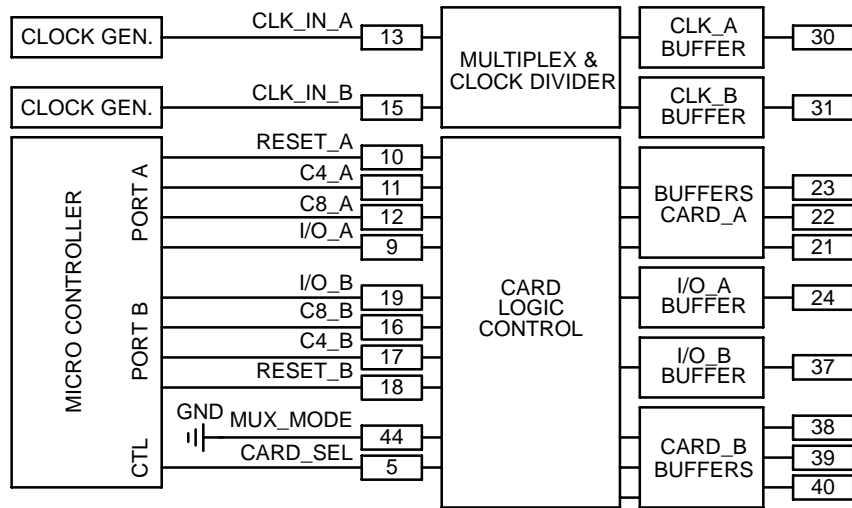 CLOCK GEN.
CLK_IN_A
13
MULTIPLEX &
CLOCK DIVIDER
CLK_A
BUFFER
30
CLOCK GEN.
CLK_IN_B
15
CLK_B
BUFFER
31
MICRO CONTROLLER
PORT A
PORT B
CTL
RESET_A
10
C4_A
11
C8_A
12
I/O_A
9
I/O_B
19
C8_B
16
C4_B
17
RESET_B
18
GND
MUX_MODE
44
CARD_SEL
5
CARD
LOGIC
CONTROL
BUFFERS
CARD_A
23
22
21
I/O_A
BUFFER
24
I/O_B
BUFFER
37
CARD_B
BUFFERS
38
39
40